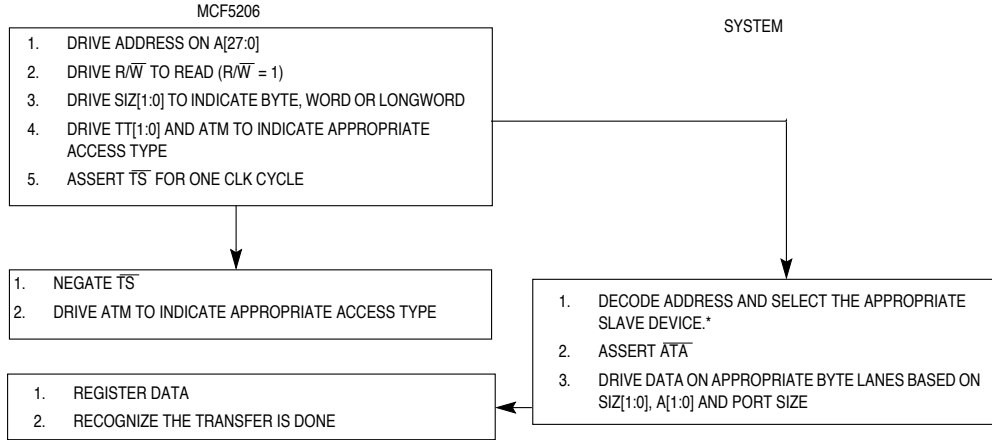 MCF5206
SYSTEM
1. DRIVE ADDRESS ON A[27:0]
2. DRIVE R/W̅ TO READ (R/W̅ = 1)
3. DRIVE SIZ[1:0] TO INDICATE BYTE, WORD OR LONGWORD
4. DRIVE TT[1:0] AND ATM TO INDICATE APPROPRIATE
ACCESS TYPE
5. ASSERT T̅S̅ FOR ONE CLK CYCLE
1. NEGATE T̅S̅
2. DRIVE ATM TO INDICATE APPROPRIATE ACCESS TYPE
1. DECODE ADDRESS AND SELECT THE APPROPRIATE
SLAVE DEVICE.*
2. ASSERT A̅T̅A̅
3. DRIVE DATA ON APPROPRIATE BYTE LANES BASED ON
SIZ[1:0], A[1:0] AND PORT SIZE
1. REGISTER DATA
2. RECOGNIZE THE TRANSFER IS DONE